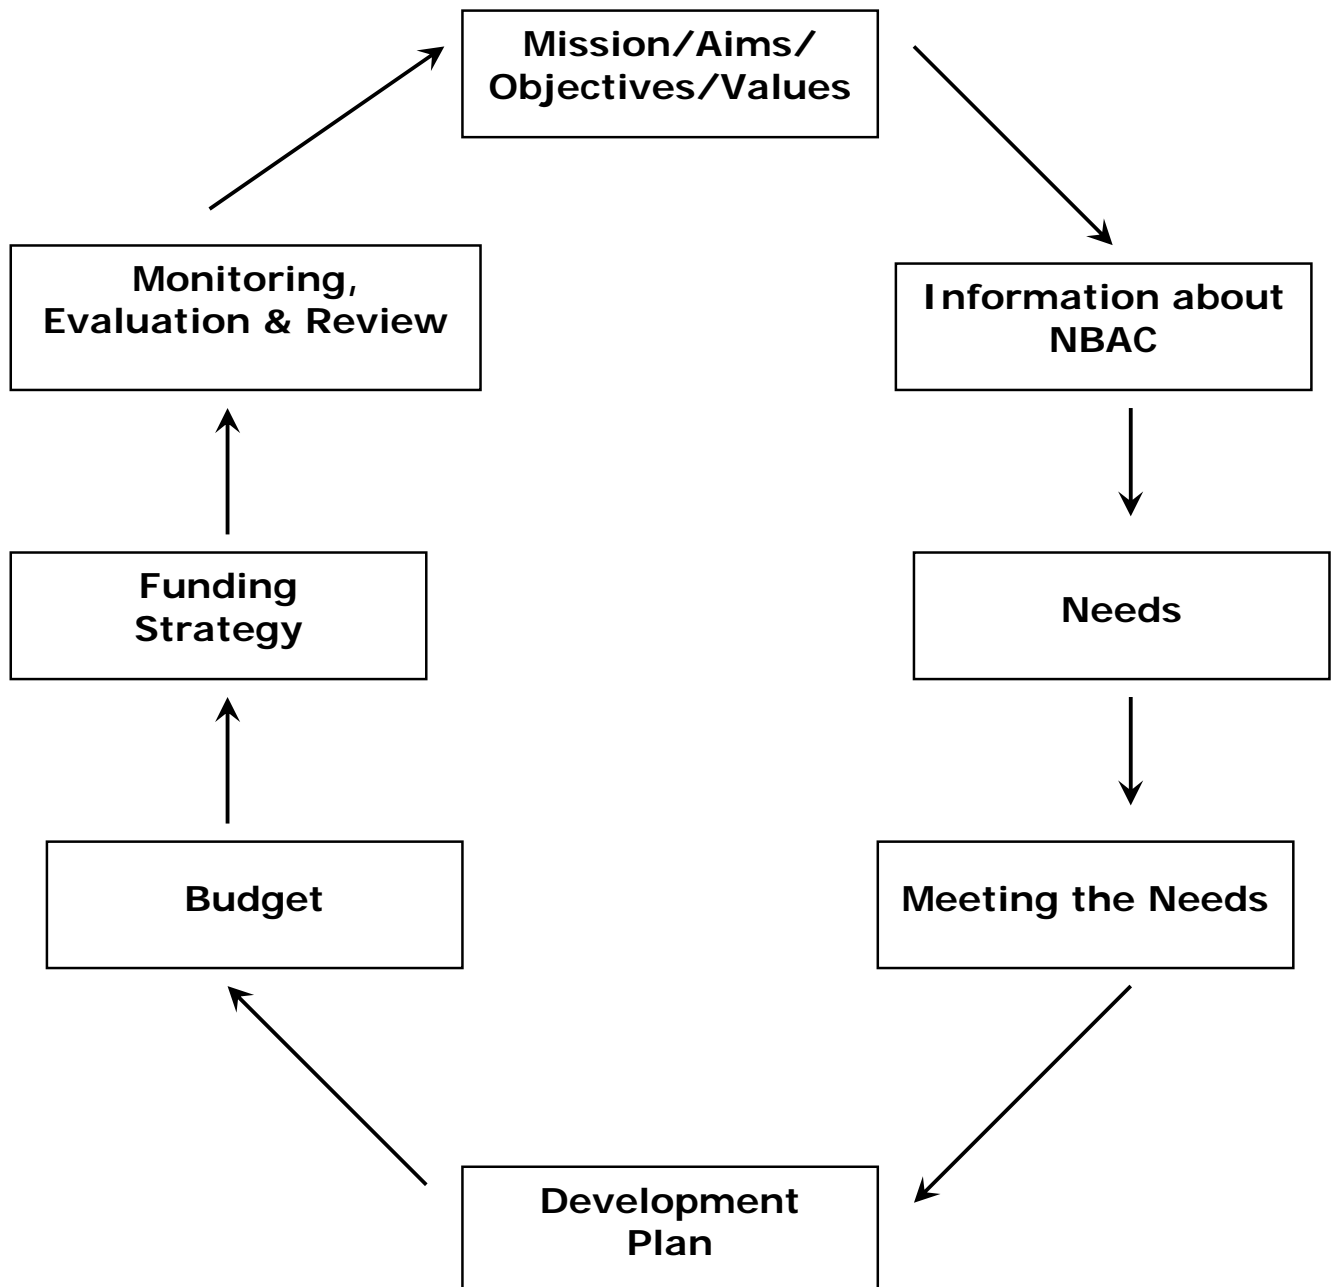 Mission/Aims/
Objectives/Values
Information about
NBAC
Needs
Meeting the Needs
Development
Plan
Budget
Funding
Strategy
Monitoring,
Evaluation & Review